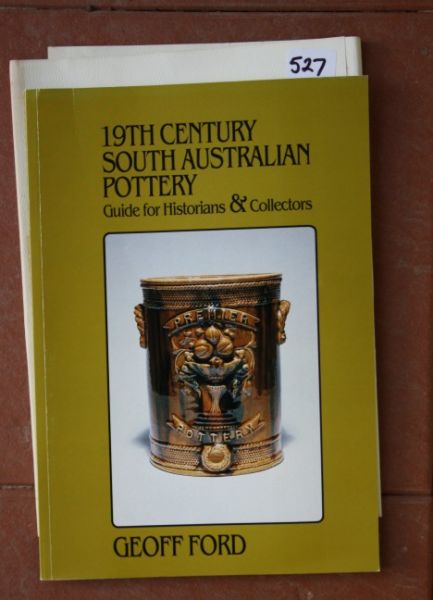 527
19TH CENTURY
SOUTH AUSTRALIAN
POTTERY
Guide for Historians & Collectors
PREMIER
POTTERY
GEOFF FORD